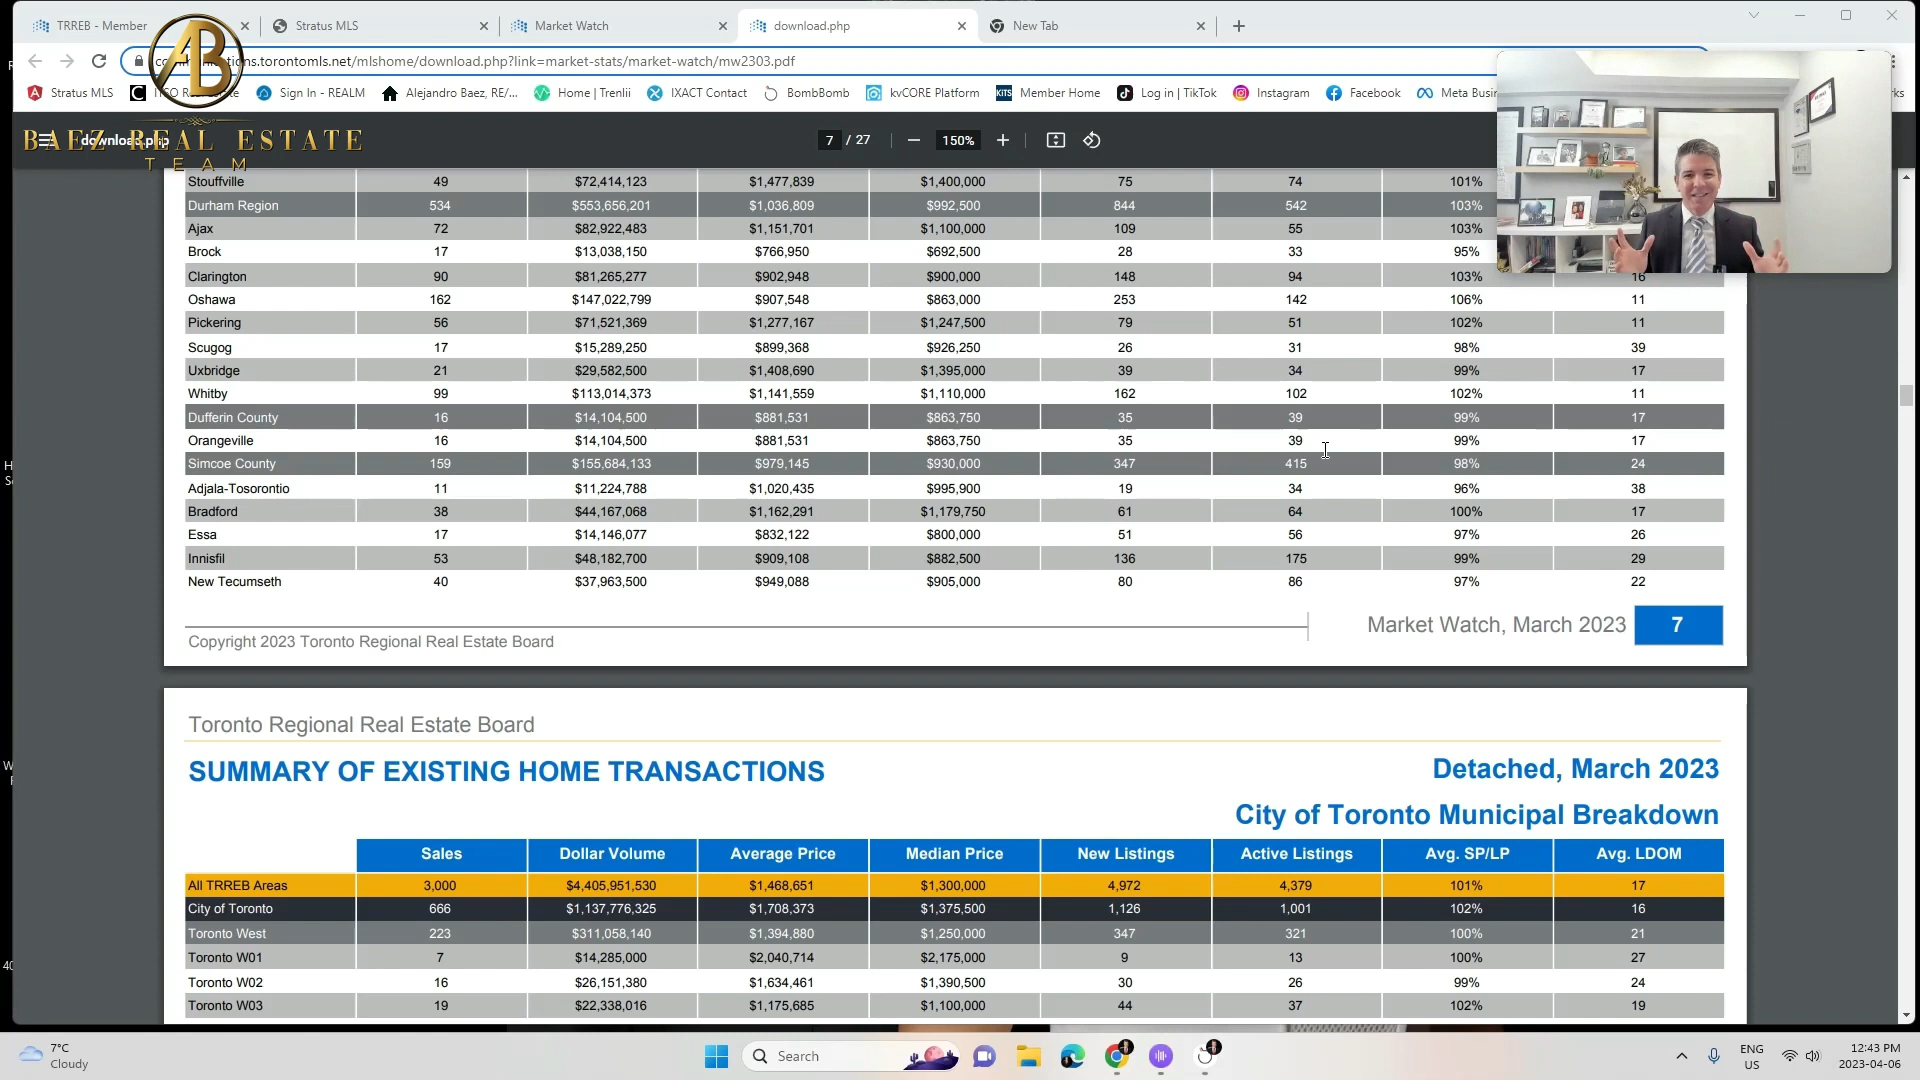 TRREB - Member
Stratus MLS
Market Watch
download.php
New Tab
AB
.torontomls.net/mlshome/download.php?link=market-stats/market-watch/mw2303.pdf
Stratus MLS
Sign In - REALM
Alejandro Baez, RE/...
Home | Trenlii
IXACT Contact
BombBomb
kvCORE Platform
KITS
Member Home
Log in | TikTok
Instagram
Facebook
BAEZ REAL ESTATE
TEAM
download.php
7 / 27
150%
Stouffville 49 $72,414,123 $1,477,839 $1,400,000 75 74 101%
Durham Region 534 $553,656,201 $1,036,809 $992,500 844 542 103%
Ajax 72 $82,922,483 $1,151,701 $1,100,000 109 55 103%
Brock 17 $13,038,150 $766,950 $692,500 28 33 95%
Clarington 90 $81,265,277 $902,948 $900,000 148 94 103% 16
Oshawa 162 $147,022,799 $907,548 $863,000 253 142 106% 11
Pickering 56 $71,521,369 $1,277,167 $1,247,500 79 51 102% 11
Scugog 17 $15,289,250 $899,368 $926,250 26 31 98% 39
Uxbridge 21 $29,582,500 $1,408,690 $1,395,000 39 34 99% 17
Whitby 99 $113,014,373 $1,141,559 $1,110,000 162 102 102% 11
Dufferin County 16 $14,104,500 $881,531 $863,750 35 39 99% 17
Orangeville 16 $14,104,500 $881,531 $863,750 35 39 99% 17
Simcoe County 159 $155,684,133 $979,145 $930,000 347 415 98% 24
Adjala-Tosorontio 11 $11,224,788 $1,020,435 $995,900 19 34 96% 38
Bradford 38 $44,167,068 $1,162,291 $1,179,750 61 64 100% 17
Essa 17 $14,146,077 $832,122 $800,000 51 56 97% 26
Innisfil 53 $48,182,700 $909,108 $882,500 136 175 99% 29
New Tecumseth 40 $37,963,500 $949,088 $905,000 80 86 97% 22
Market Watch, March 2023 7
Copyright 2023 Toronto Regional Real Estate Board
Toronto Regional Real Estate Board
SUMMARY OF EXISTING HOME TRANSACTIONS
Detached, March 2023
City of Toronto Municipal Breakdown
Sales Dollar Volume Average Price Median Price New Listings Active Listings Avg. SP/LP Avg. LDOM
All TRREB Areas 3,000 $4,405,951,530 $1,468,651 $1,300,000 4,972 4,379 101% 17
City of Toronto 666 $1,137,776,325 $1,708,373 $1,375,500 1,126 1,001 102% 16
Toronto West 223 $311,058,140 $1,394,880 $1,250,000 347 321 100% 21
Toronto W01 7 $14,285,000 $2,040,714 $2,175,000 9 13 100% 27
Toronto W02 16 $26,151,380 $1,634,461 $1,390,500 30 26 99% 24
Toronto W03 19 $22,338,016 $1,175,685 $1,100,000 44 37 102% 19
7°C
Cloudy
Search
ENG
US
12:43 PM
2023-04-06